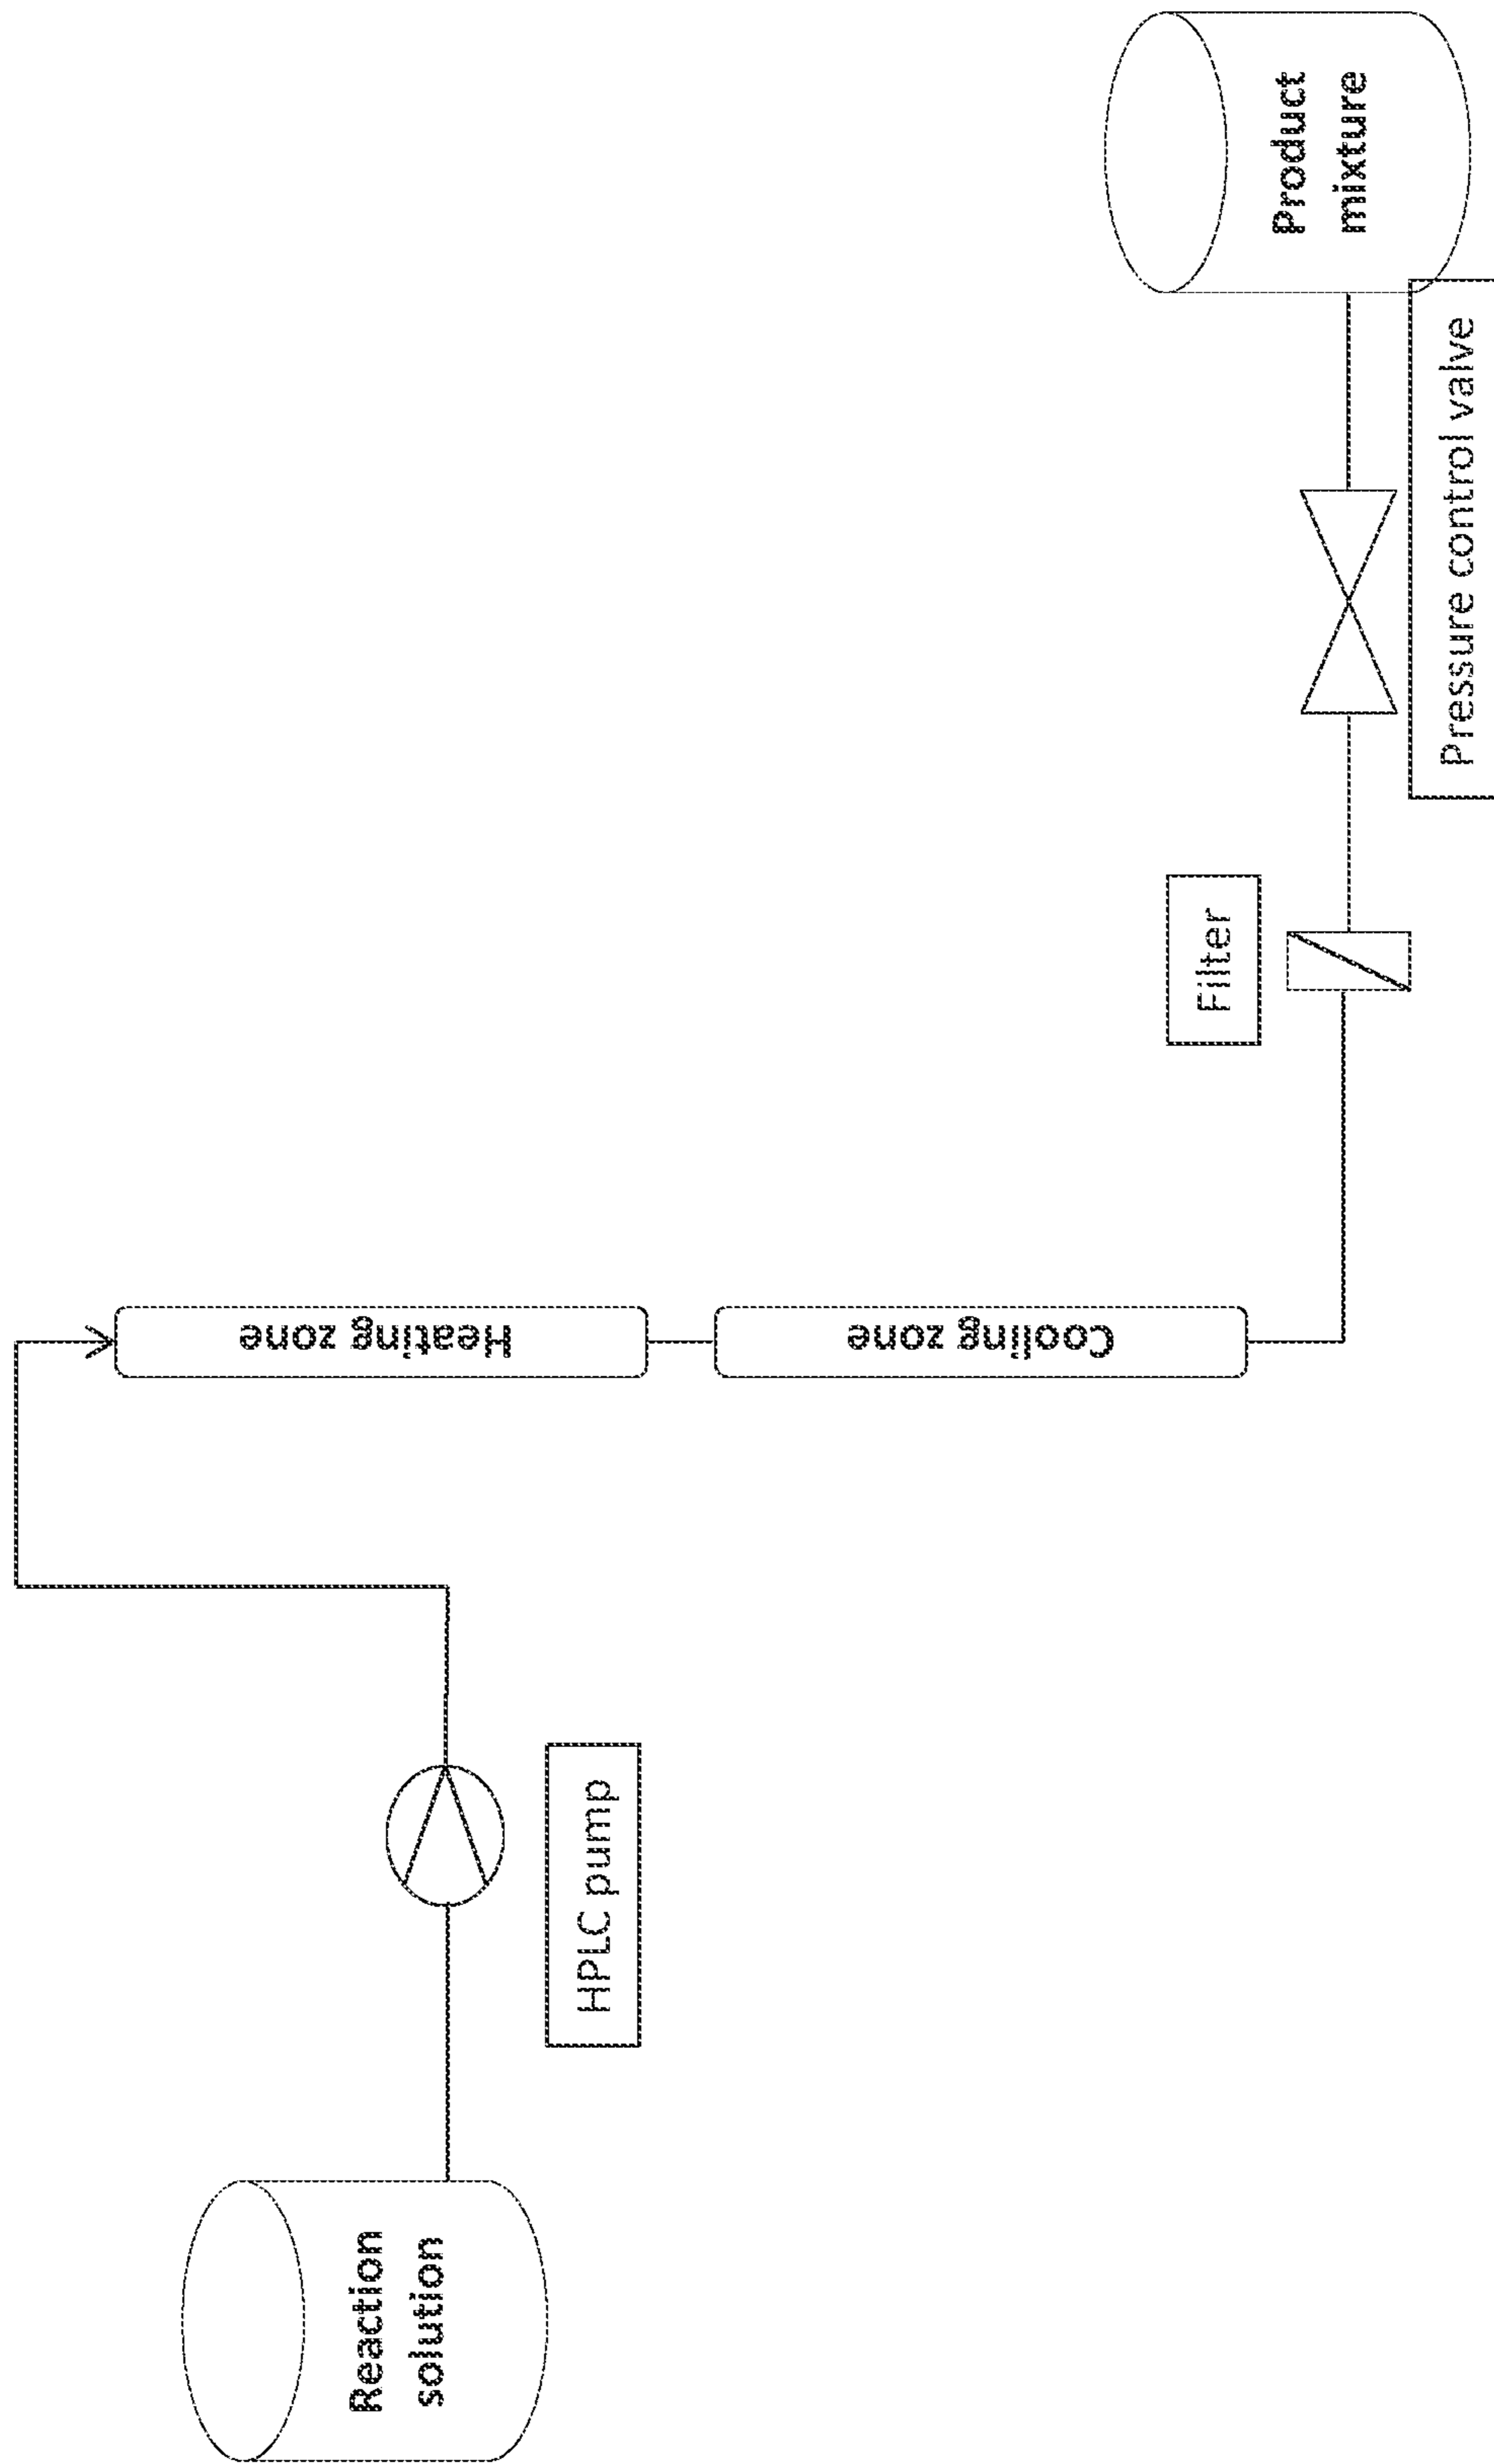 Reaction
solution
HPLC pump
Heating zone
Cooling zone
Filter
Pressure control valve
Product
mixture